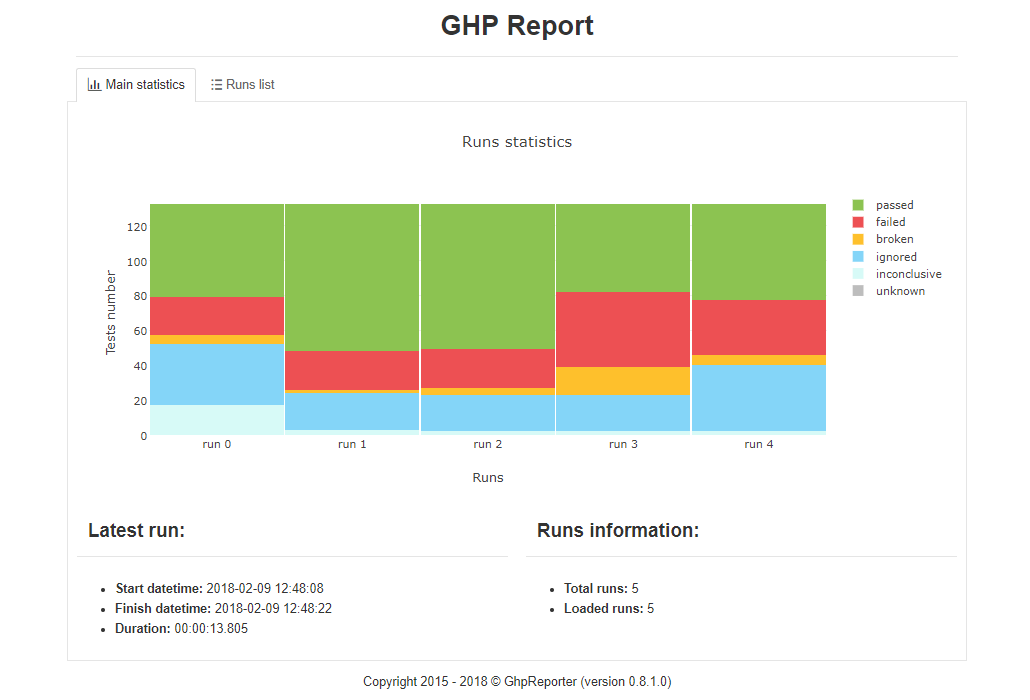 GHP Report
Main statistics
Runs list
Runs statistics
passed
failed
broken
ignored
inconclusive
unknown
Tests number
120
100
80
60
40
20
0
run 0
run 1
run 2
run 3
run 4
Runs
Latest run:
Start datetime: 2018-02-09 12:48:08
Finish datetime: 2018-02-09 12:48:22
Duration: 00:00:13.805
Runs information:
Total runs: 5
Loaded runs: 5
Copyright 2015 - 2018 © GhpReporter (version 0.8.1.0)